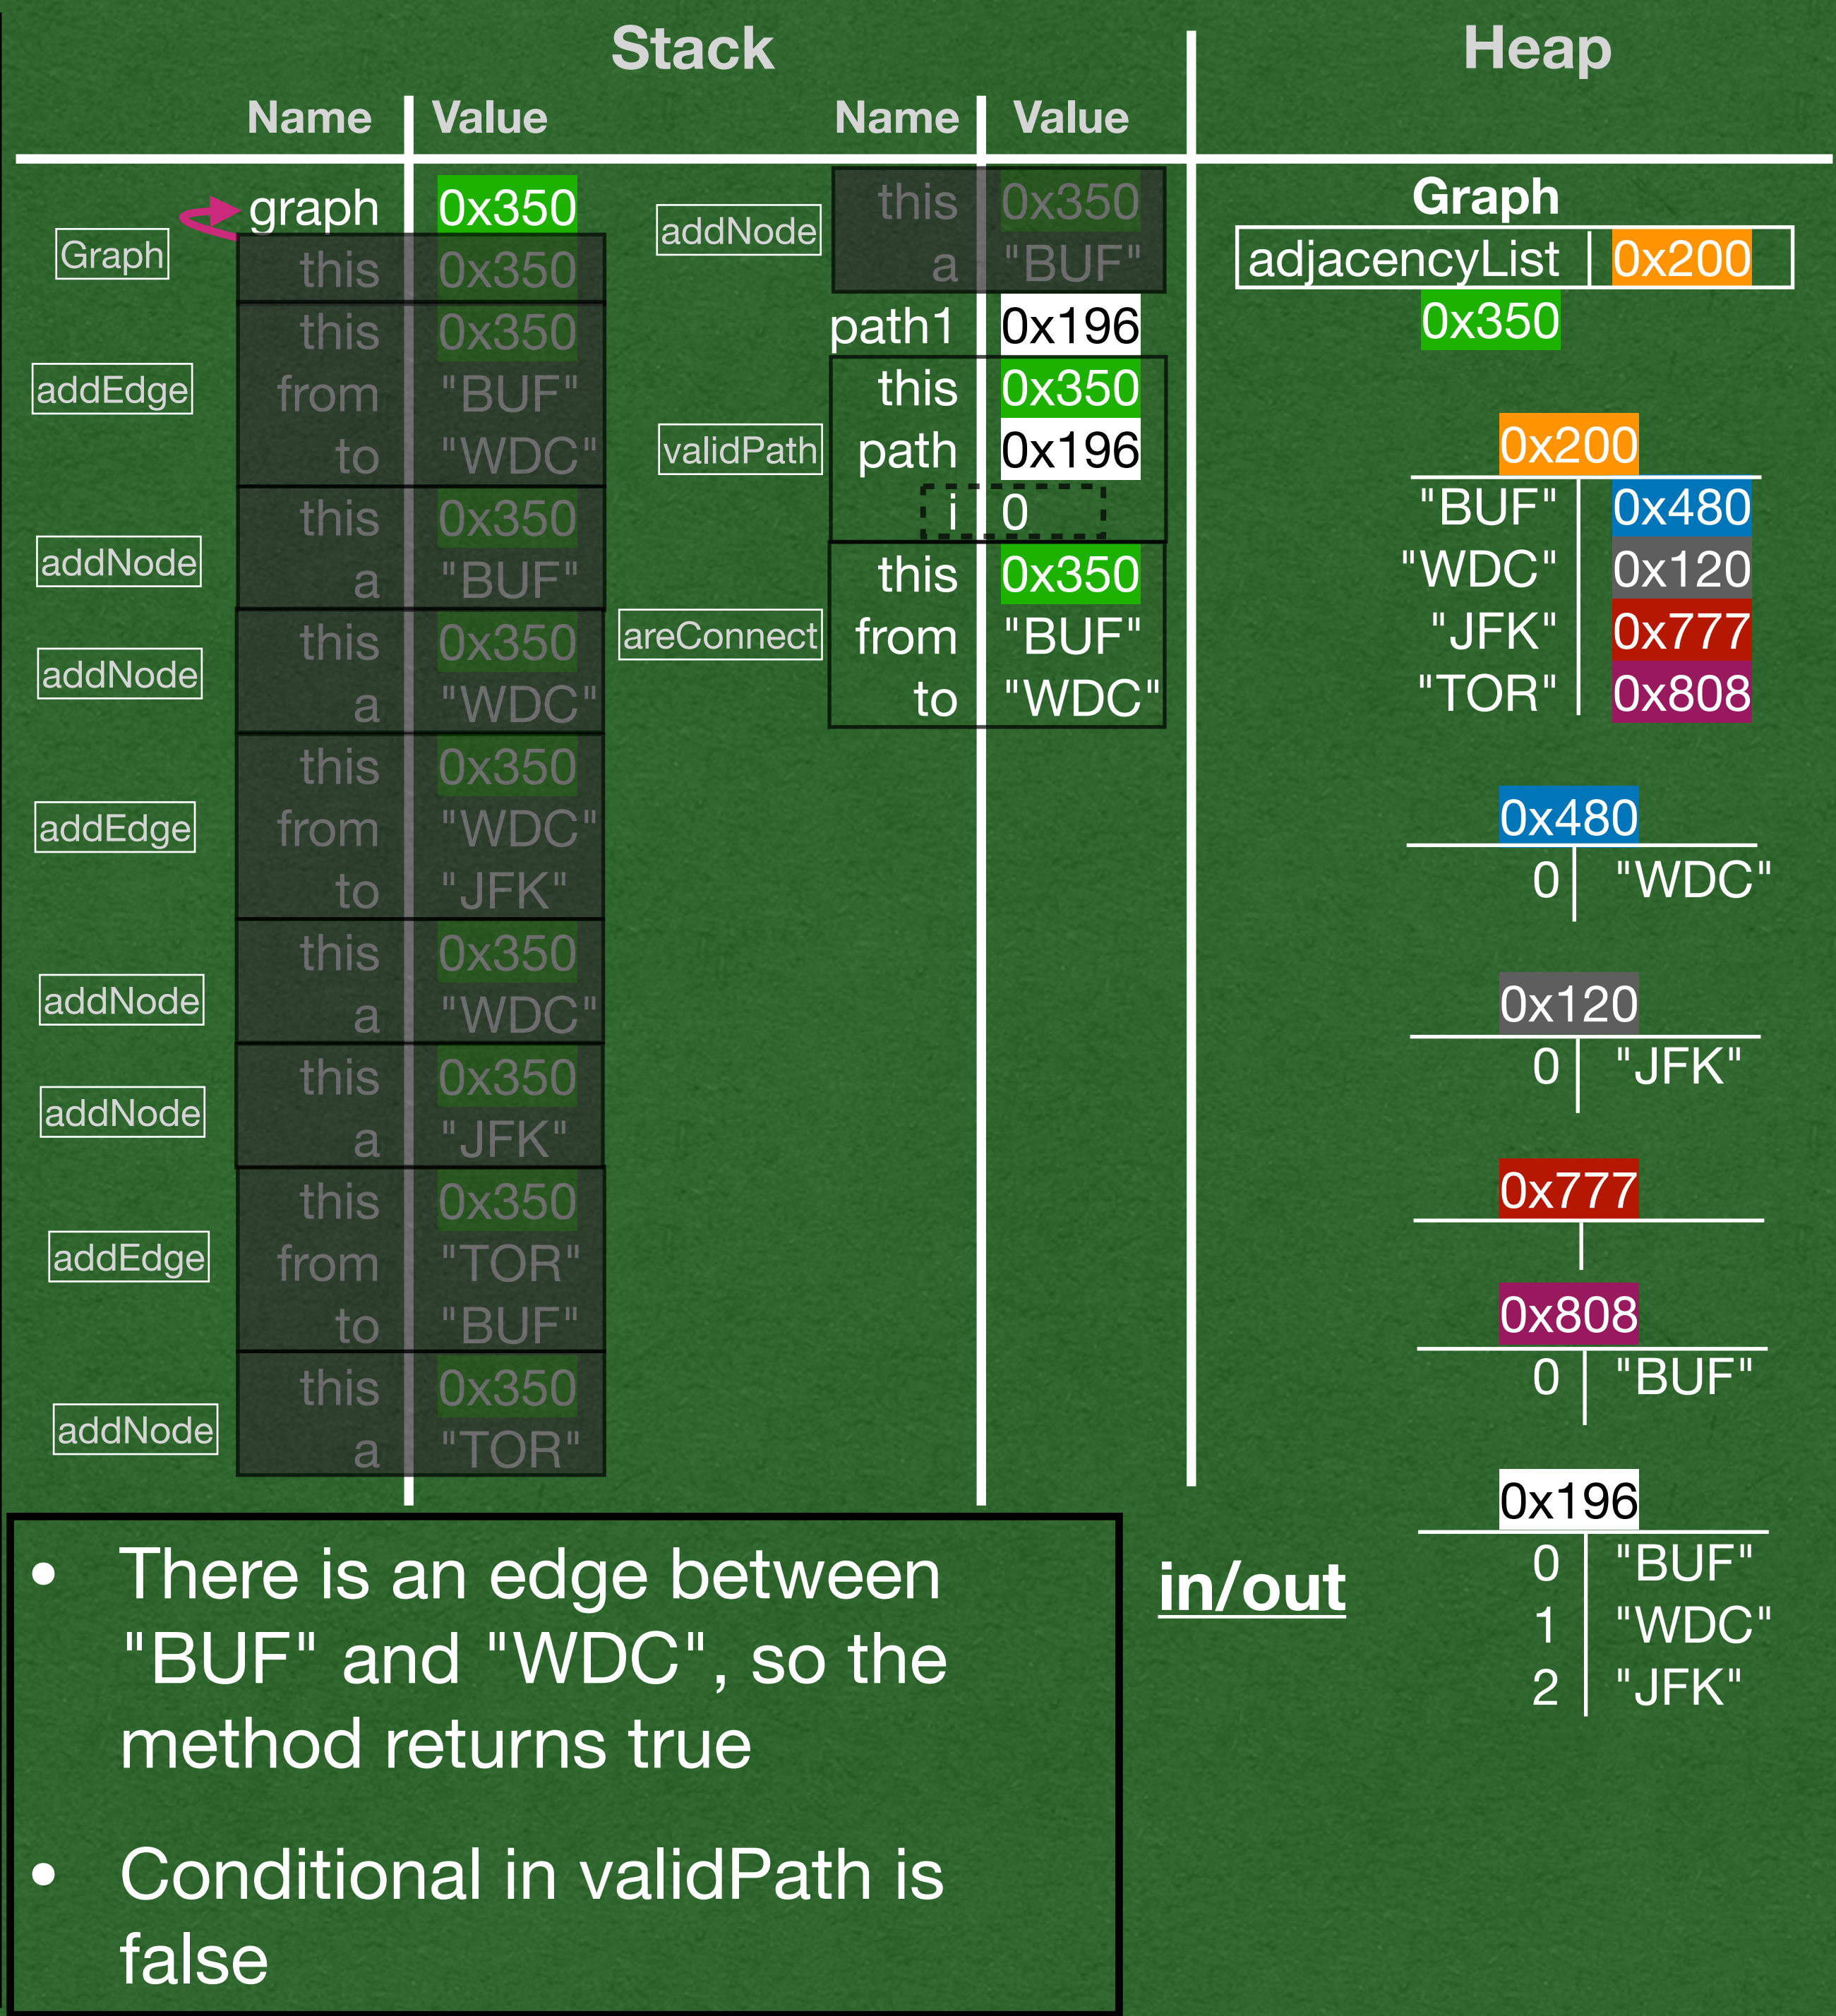 Stack
Heap
Name Value
Name Value
Graph
graph 0x350
this 0x350
addEdge
this 0x350
from "BUF"
to "WDC"
addNode
this 0x350
a "BUF"
addNode
this 0x350
a "WDC"
addEdge
this 0x350
from "WDC"
to "JFK"
addNode
this 0x350
a "WDC"
addNode
this 0x350
a "JFK"
addEdge
this 0x350
from "TOR"
to "BUF"
addNode
this 0x350
a "TOR"
addNode
this 0x350
a "BUF"
path1 0x196
validPath
this 0x350
path 0x196
i 0
areConnect
this 0x350
from "BUF"
to "WDC"
Graph
adjacencyList 0x200
0x350
0x200
"BUF" 0x480
"WDC" 0x120
"JFK" 0x777
"TOR" 0x808
0x480
0 "WDC"
0x120
0 "JFK"
0x777
0x808
0 "BUF"
0x196
0 "BUF"
1 "WDC"
2 "JFK"
in/out
• There is an edge between
"BUF" and "WDC", so the
method returns true
• Conditional in validPath is
false